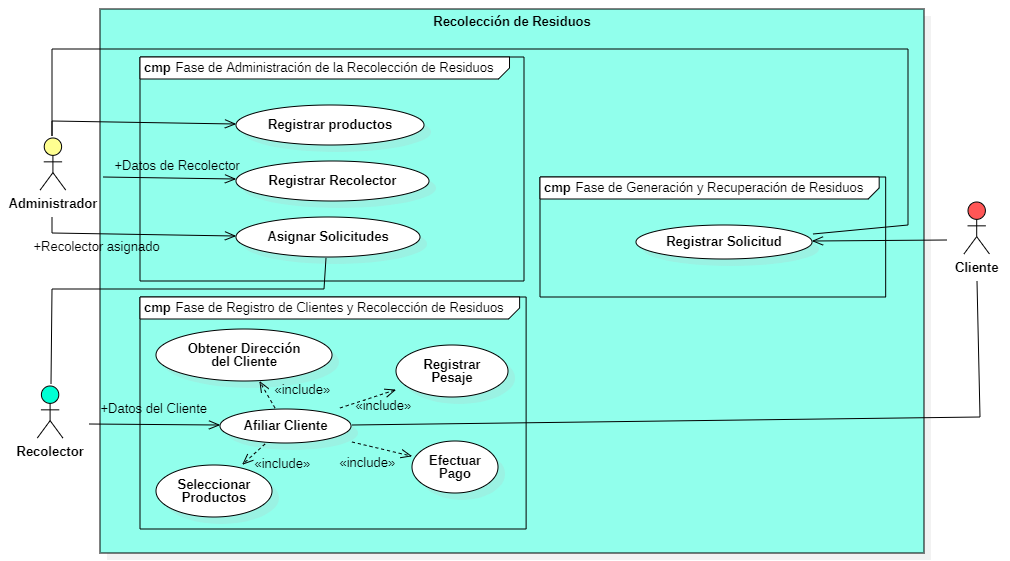 Recolección de Residuos
cmp Fase de Administración de la Recolección de Residuos
Registrar productos
+Datos de Recolector
Registrar Recolector
Administrador
Asignar Solicitudes
+Recolector asignado
cmp Fase de Generación y Recuperación de Residuos
Registrar Solicitud
Cliente
cmp Fase de Registro de Clientes y Recolección de Residuos
Obtener Dirección
del Cliente
Registrar
Pesaje
«include»
«include»
+Datos del Cliente
Afiliar Cliente
Recolector
«include»
«include»
Efectuar
Pago
Seleccionar
Productos